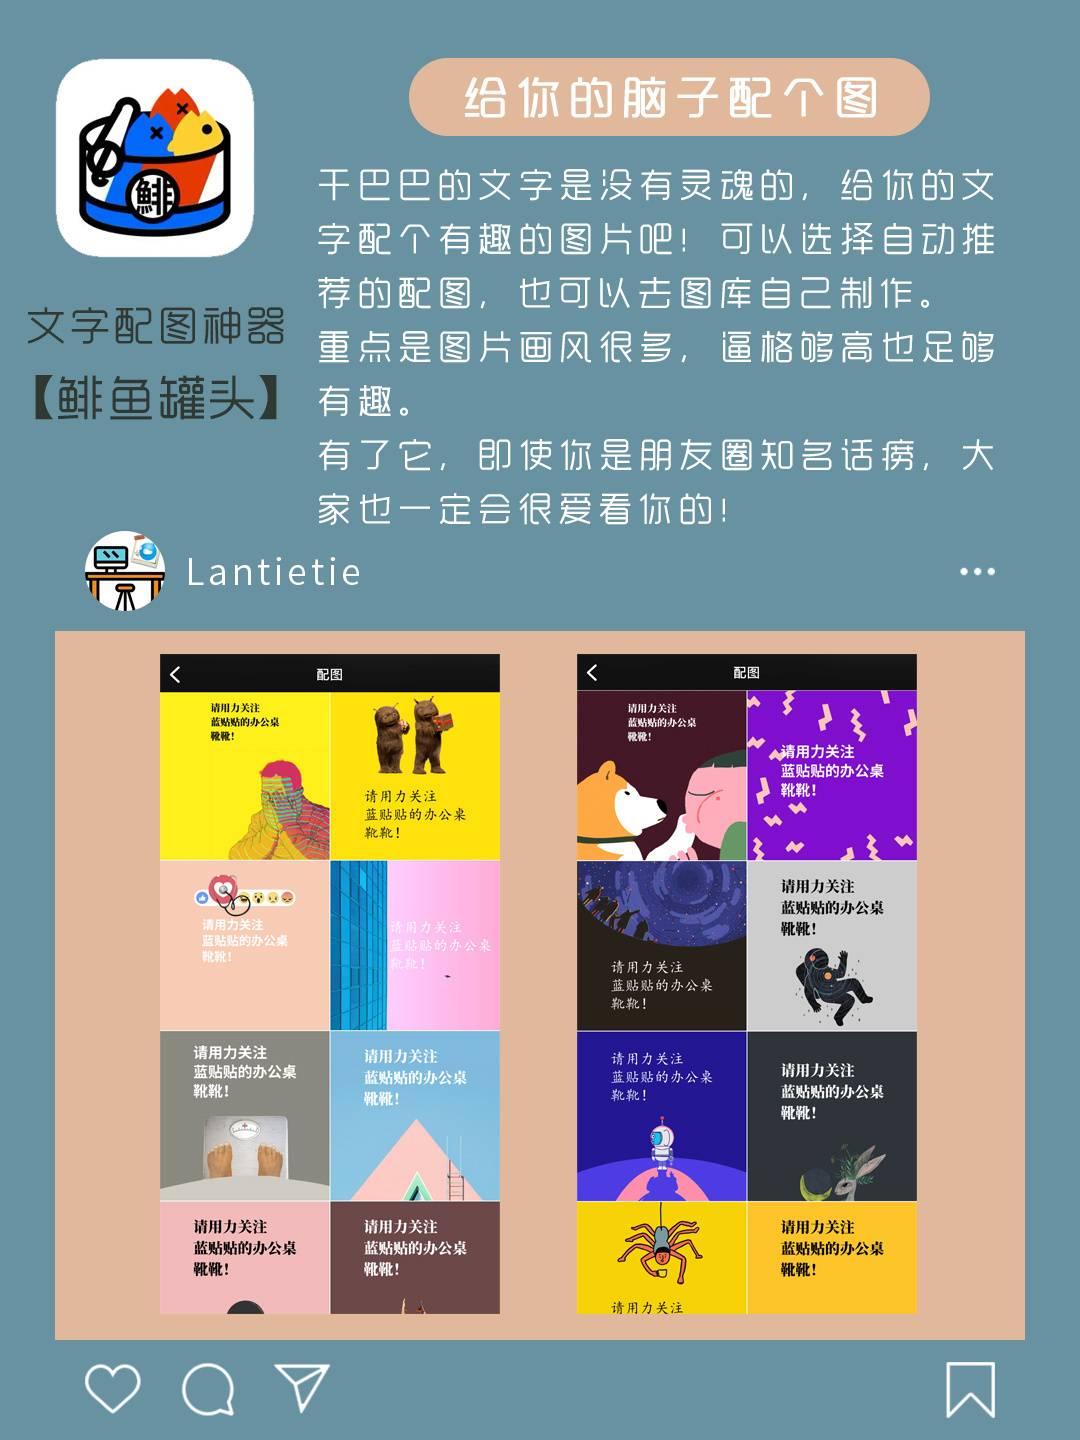 给你的脑子配个图
鲱
文字配图神器
【鲱鱼罐头】
干巴巴的文字是没有灵魂的，给你的文
字配个有趣的图片吧！可以选择自动推
荐的配图，也可以去图库自己制作。
重点是图片画风很多，逼格够高也足够
有趣。
有了它，即使你是朋友圈知名话痨，大
家也一定会很爱看你的！
Lantietie
配图
请用力关注
蓝贴贴的办公桌
靴靴！
请用力关注
蓝贴贴的办公桌
靴靴！
请用力关注
蓝贴贴的办公桌
靴靴！
请用力关注
蓝贴贴的办公桌
靴靴！
请用力关注
蓝贴贴的办公桌
靴靴！
请用力关注
蓝贴贴的办公桌
靴靴！
请用力关注
蓝贴贴的办公桌
靴靴！
请用力关注
蓝贴贴的办公桌
靴靴！
配图
请用力关注
蓝贴贴的办公桌
靴靴！
请用力关注
蓝贴贴的办公桌
靴靴！
请用力关注
蓝贴贴的办公桌
靴靴！
请用力关注
蓝贴贴的办公桌
靴靴！
请用力关注
蓝贴贴的办公桌
靴靴！
请用力关注
蓝贴贴的办公桌
靴靴！
请用力关注
请用力关注
蓝贴贴的办公桌
靴靴！